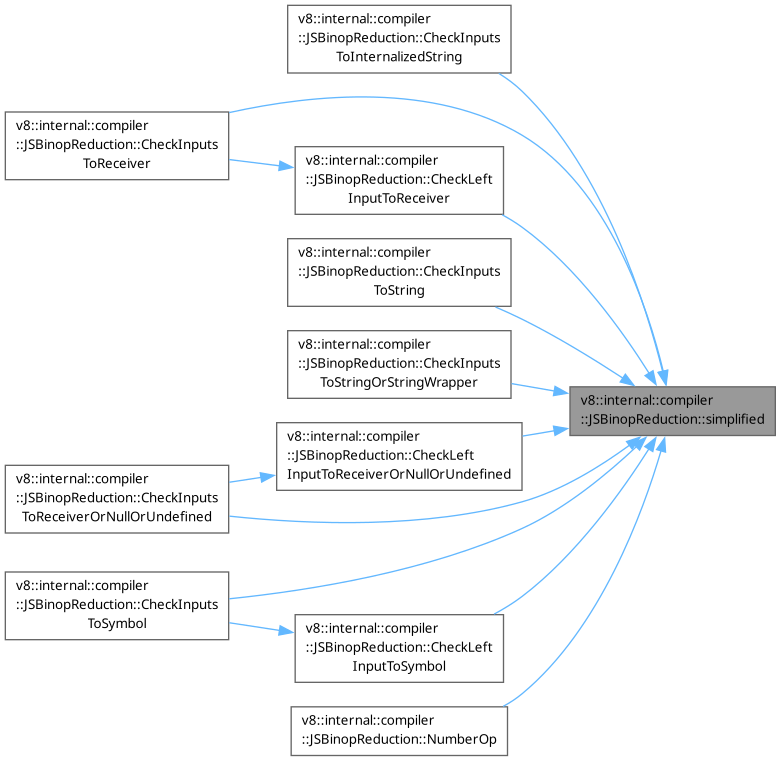 v8::internal::compiler
::JSBinopReduction::CheckInputs
ToInternalizedString
v8::internal::compiler
::JSBinopReduction::CheckInputs
ToReceiver
v8::internal::compiler
::JSBinopReduction::CheckLeft
InputToReceiver
v8::internal::compiler
::JSBinopReduction::CheckInputs
ToString
v8::internal::compiler
::JSBinopReduction::CheckInputs
ToStringOrStringWrapper
v8::internal::compiler
::JSBinopReduction::simplified
v8::internal::compiler
::JSBinopReduction::CheckLeft
InputToReceiverOrNullOrUndefined
v8::internal::compiler
::JSBinopReduction::CheckInputs
ToReceiverOrNullOrUndefined
v8::internal::compiler
::JSBinopReduction::CheckInputs
ToSymbol
v8::internal::compiler
::JSBinopReduction::CheckLeft
InputToSymbol
v8::internal::compiler
::JSBinopReduction::NumberOp